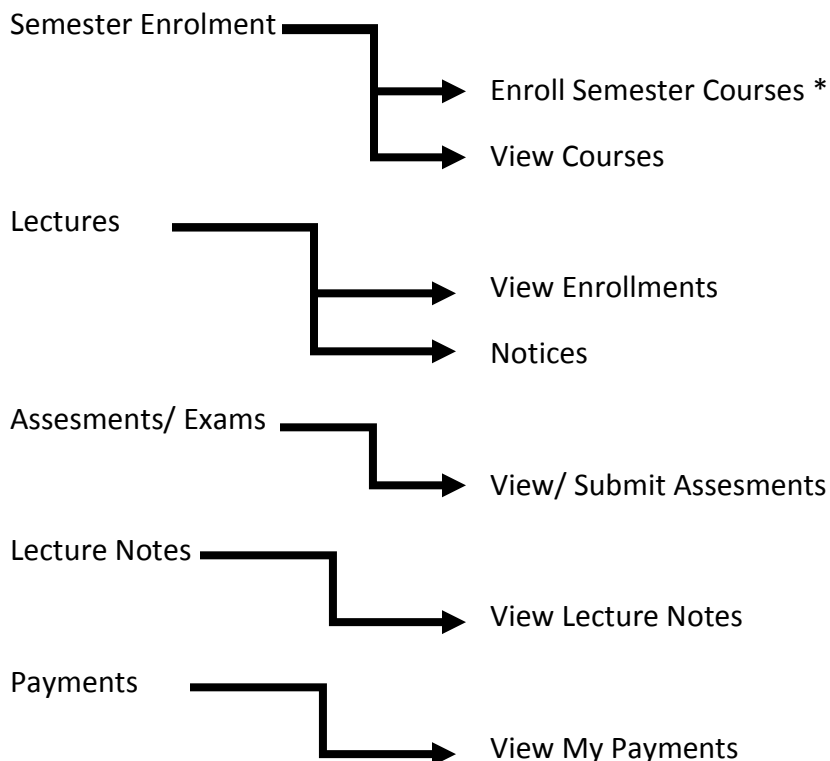 Semester Enrolment
Enroll Semester Courses *
View Courses
Lectures
View Enrollments
Notices
Assesments/ Exams
View/ Submit Assesments
Lecture Notes
View Lecture Notes
Payments
View My Payments